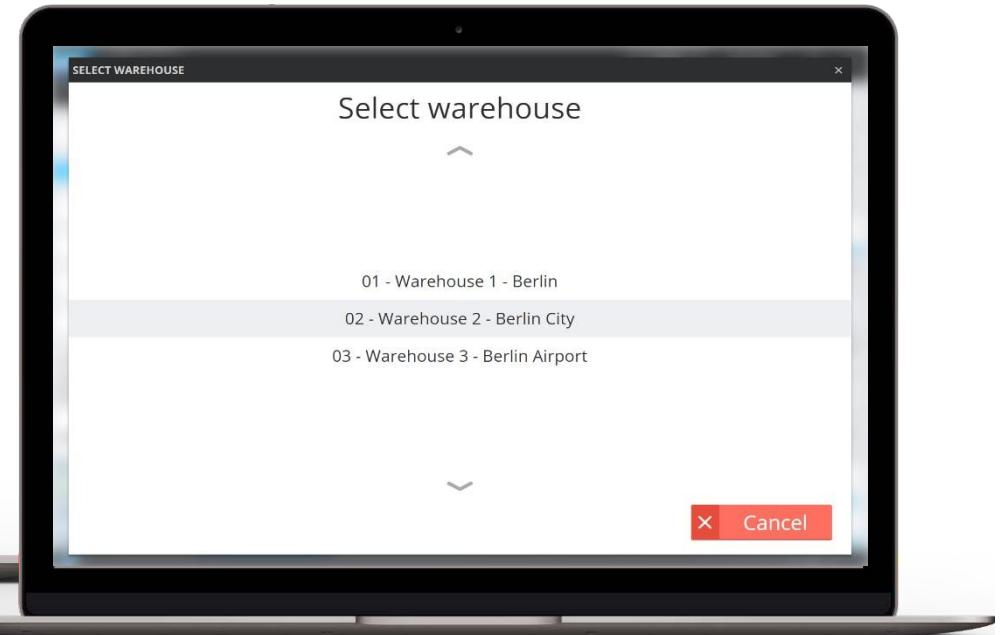 SELECT WAREHOUSE
Select warehouse
01 - Warehouse 1 - Berlin
02 - Warehouse 2 - Berlin City
03 - Warehouse 3 - Berlin Airport
Cancel